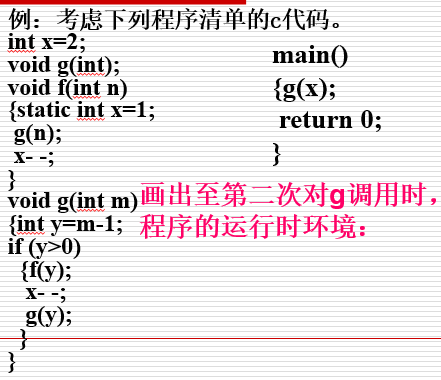 例：考虑下列程序清单的c代码。
int x=2;
void g(int);
void f(int n)
{static int x=1;
g(n);
x- -;
}
void g(int m)
{int y=m-1;
if (y>0)
{f(y);
x- -;
g(y);
}
}
main()
{g(x);
return 0;
}
画出至第二次对g调用时，
程序的运行时环境：